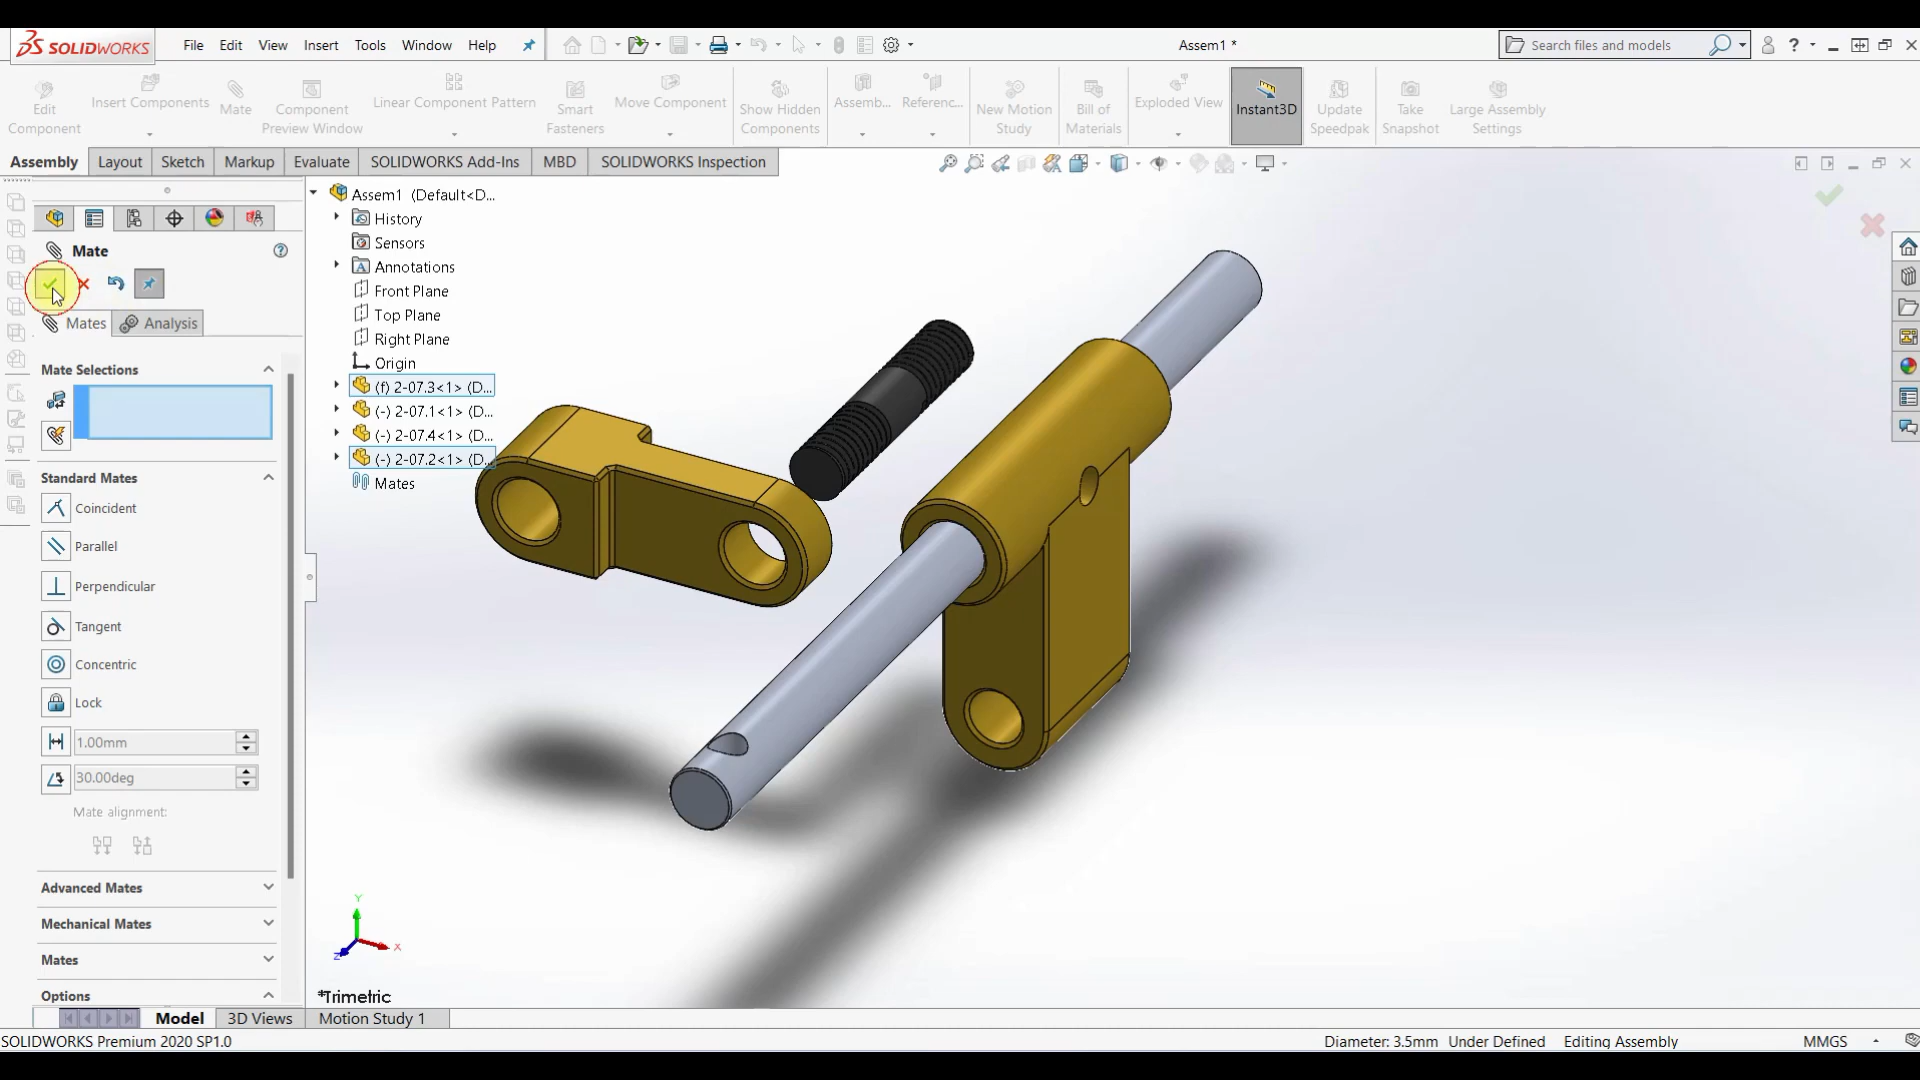 SOLIDWORKS
File Edit View Insert Tools Window Help
Assem1 *
Search files and models
Edit Component
Insert Components
Mate
Component Preview Window
Linear Component Pattern
Smart Fasteners
Move Component
Show Hidden Components
Assemb...
Referenc...
New Motion Study
Bill of Materials
Exploded View
Instant3D
Update Speedpak
Take Snapshot
Large Assembly Settings
Assembly Layout Sketch Markup Evaluate SOLIDWORKS Add-Ins MBD SOLIDWORKS Inspection
Mate
Mates Analysis
Mate Selections
Standard Mates
Coincident
Parallel
Perpendicular
Tangent
Concentric
Lock
1.00mm
30.00deg
Mate alignment:
Advanced Mates
Mechanical Mates
Mates
Options
Assem1 (Default<D...
History
Sensors
Annotations
Front Plane
Top Plane
Right Plane
Origin
(f) 2-07.3<1> (D...
(-) 2-07.1<1> (D...
(-) 2-07.4<1> (D...
(-) 2-07.2<1> (D...
Mates
Y
X
Z
*Trimetric
Model 3D Views Motion Study 1
SOLIDWORKS Premium 2020 SP1.0
Diameter: 3.5mm Under Defined Editing Assembly MMGS